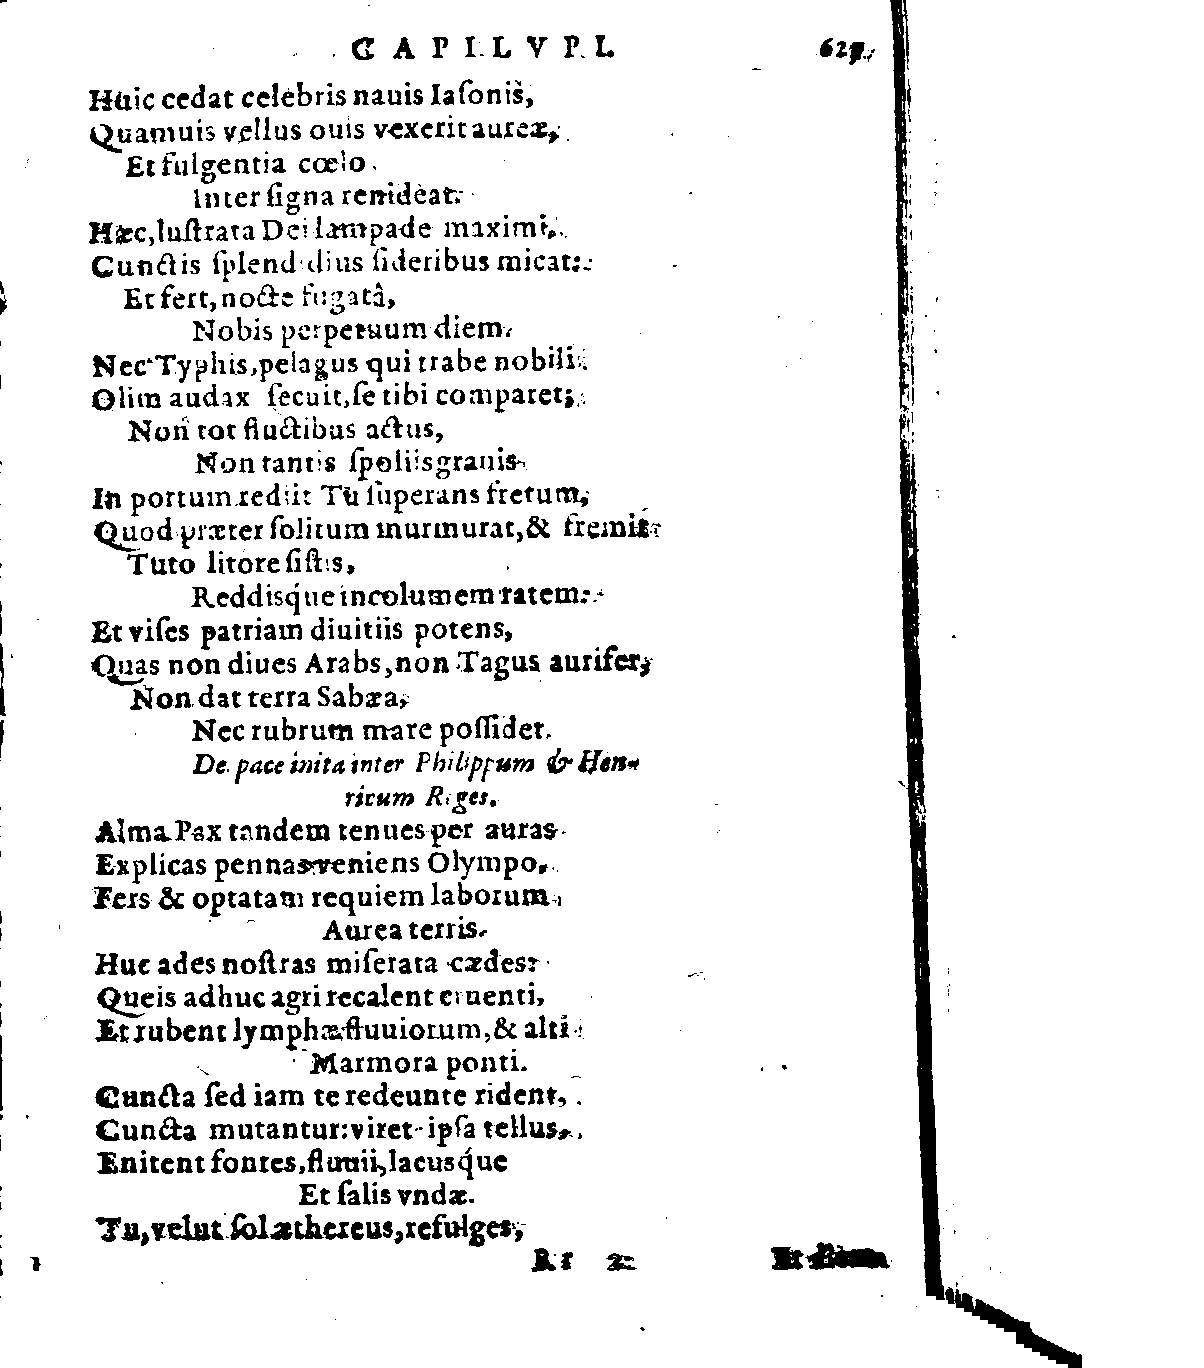 CAPILVPI. 627
Huic cedat celebris nauis Iaſonis,
Quamuis vellus ouis vexerit aureæ,
Et fulgentia cœlo
Inter ſigna renideat.
Hæc, luſtrata Dei lampade maximi,
Cunctis ſplendidius ſideribus micat:
Et fert, nocte fugatâ,
Nobis perpetuum diem.
Nec Typhis, pelagus qui trabe nobili
Olim audax ſecuit, ſe tibi comparet;
Non tot fluctibus actus,
Non tantis ſpoliis grauis
In portum rediit Tu ſuperans fretum,
Quod præter ſolitum murmurat, & fremit
Tuto litore ſiſtis,
Reddisq́ue incolumem ratem.
Et viſes patriam diuitiis potens,
Quas non diues Arabs, non Tagus aurifer,
Non dat terra Sabæa,
Nec rubrum mare poſſidet.
De pace inita inter Philippum & Hen-
ricum Reges.
Alma Pax tandem tenues per auras
Explicas pennas veniens Olympo,
Fers & optatam requiem laborum
Aurea terris.
Huc ades noſtras miſerata cædes:
Queis adhuc agri recalent cruenti,
Et rubent lymphæ fluuiorum, & alti
Marmora ponti.
Cuncta ſed iam te redeunte rident,
Cuncta mutantur: viret ipſa tellus,
Enitent fontes, fluuii, lacusq́ue
Et ſalis vndæ.
Tu, velut ſol æthereus, refulges,
Rr 2 Et